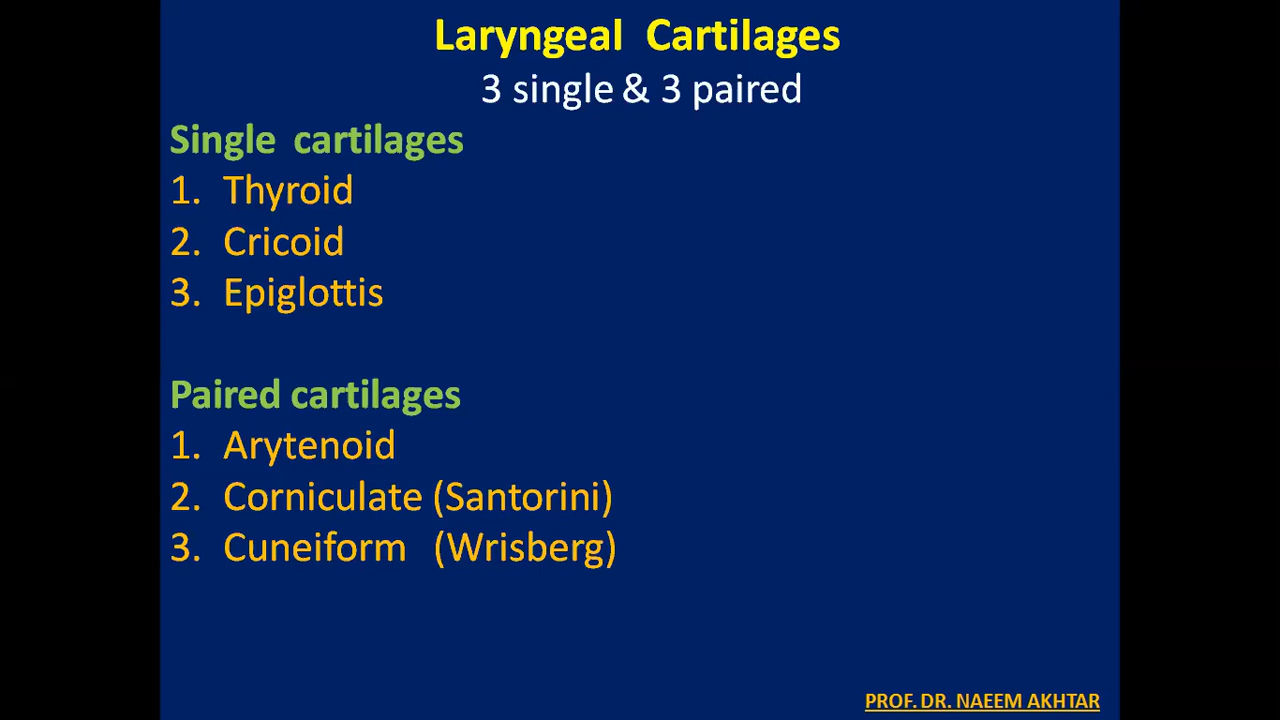 Laryngeal Cartilages
3 single & 3 paired
Single cartilages
1. Thyroid
2. Cricoid
3. Epiglottis
Paired cartilages
1. Arytenoid
2. Corniculate (Santorini)
3. Cuneiform (Wrisberg)
PROF. DR. NAEEM AKHTAR